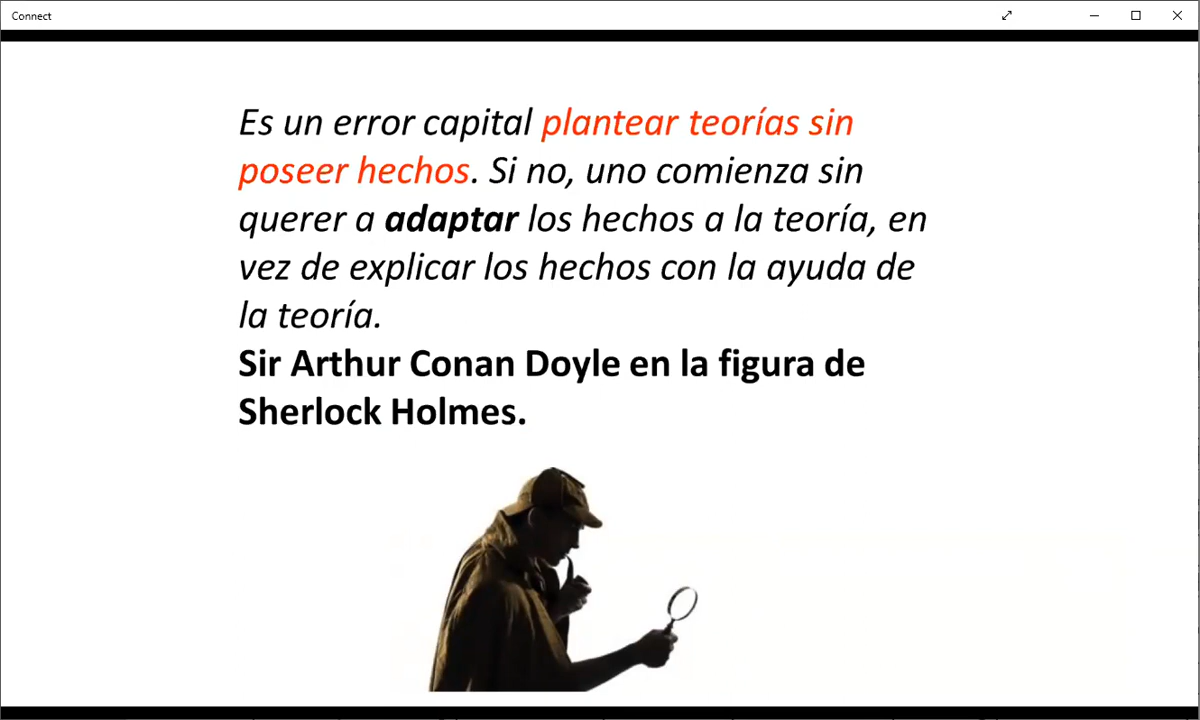 Connect
Es un error capital plantear teorías sin
poseer hechos. Si no, uno comienza sin
querer a adaptar los hechos a la teoría, en
vez de explicar los hechos con la ayuda de
la teoría.
Sir Arthur Conan Doyle en la figura de
Sherlock Holmes.